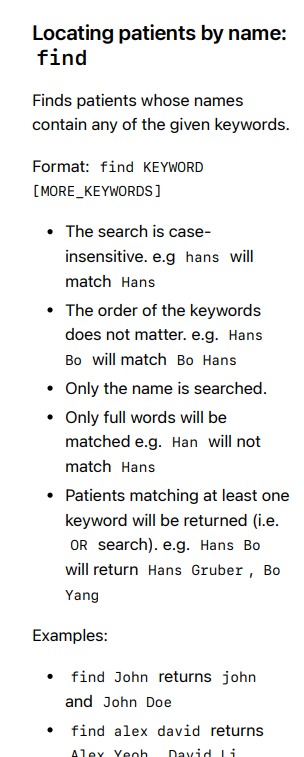 Locating patients by name:
find
Finds patients whose names
contain any of the given keywords.
Format: find KEYWORD
[MORE_KEYWORDS]
• The search is case-
insensitive. e.g hans will
match Hans
• The order of the keywords
does not matter. e.g. Hans
Bo will match Bo Hans
• Only the name is searched.
• Only full words will be
matched e.g. Han will not
match Hans
• Patients matching at least one
keyword will be returned (i.e.
OR search). e.g. Hans Bo
will return Hans Gruber, Bo
Yang
Examples:
• find John returns john
and John Doe
• find alex david returns
Alex Yeoh, David Li